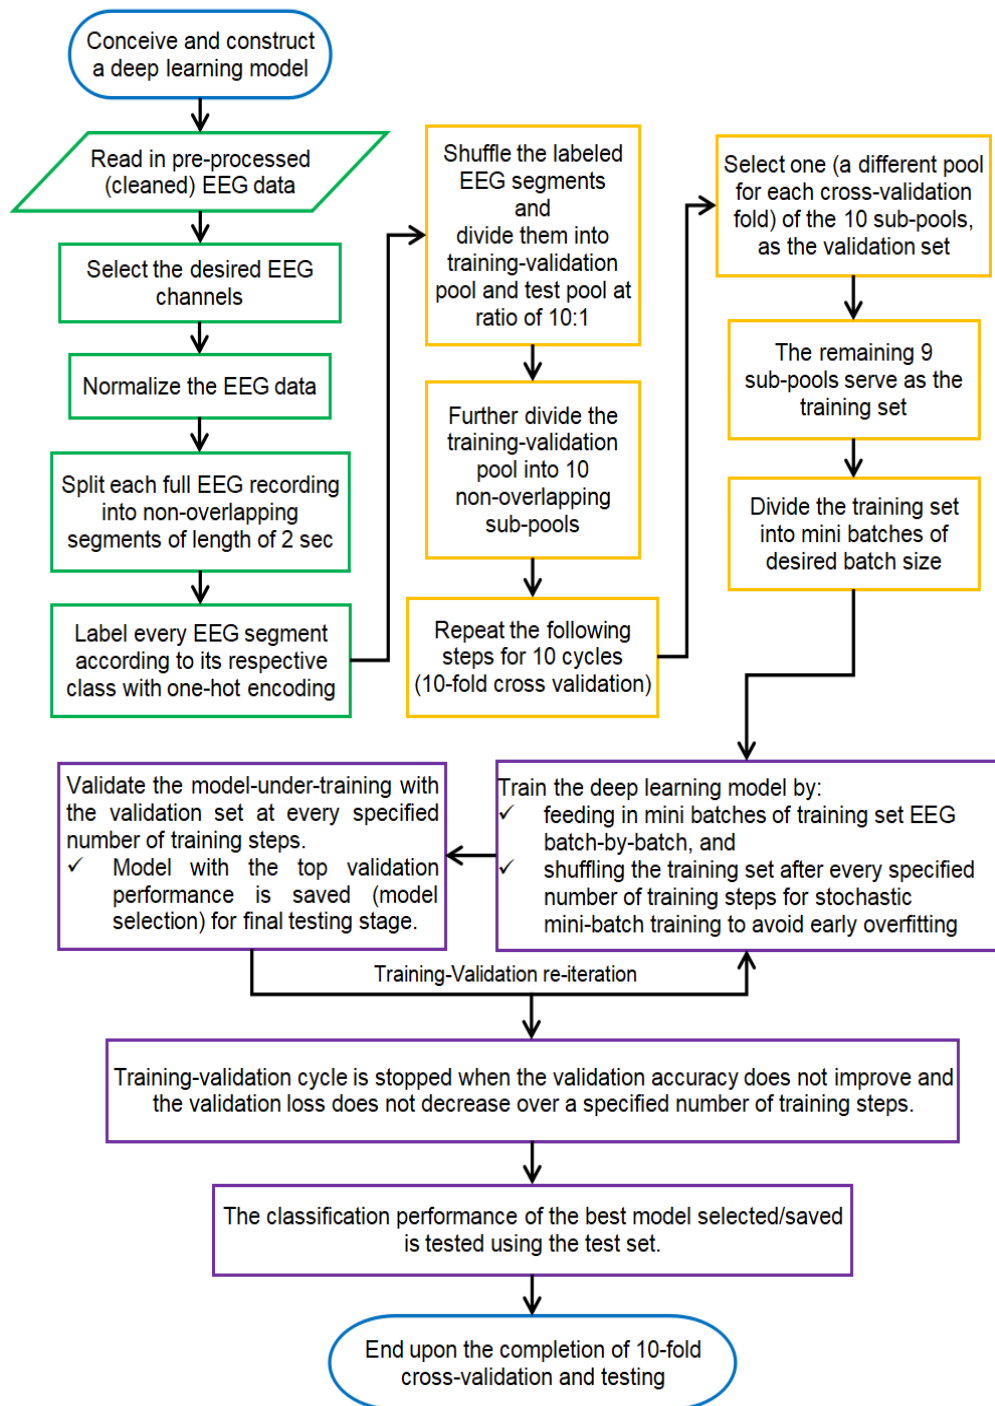 Conceive and construct
a deep learning model
Read in pre-processed
(cleaned) EEG data
Select the desired EEG
channels
Normalize the EEG data
Split each full EEG recording
into non-overlapping
segments of length of 2 sec
Label every EEG segment
according to its respective
class with one-hot encoding
Shuffle the labeled
EEG segments
and
divide them into
training-validation
pool and test pool at
ratio of 10:1
Further divide the
training-validation
pool into 10
non-overlapping
sub-pools
Repeat the following
steps for 10 cycles
(10-fold cross validation)
Select one (a different pool
for each cross-validation
fold) of the 10 sub-pools,
as the validation set
The remaining 9
sub-pools serve as the
training set
Divide the training set
into mini batches of
desired batch size
Train the deep learning model by:
✓ feeding in mini batches of training set EEG
batch-by-batch, and
✓ shuffling the training set after every specified
number of training steps for stochastic
mini-batch training to avoid early overfitting
Validate the model-under-training with
the validation set at every specified
number of training steps.
✓ Model with the top validation
performance is saved (model
selection) for final testing stage.
Training-Validation re-iteration
Training-validation cycle is stopped when the validation accuracy does not improve and
the validation loss does not decrease over a specified number of training steps.
The classification performance of the best model selected/saved
is tested using the test set.
End upon the completion of 10-fold
cross-validation and testing